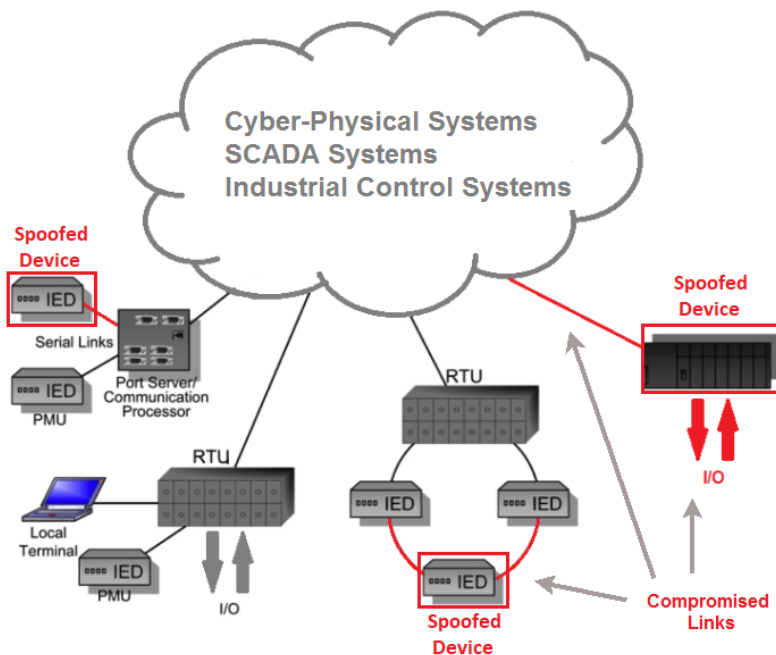 Cyber-Physical Systems
SCADA Systems
Industrial Control Systems
Spoofed
Device
IED
Serial Links
IED
PMU
Port Server/
Communication
Processor
RTU
Local
Terminal
IED
PMU
I/O
RTU
IED
IED
IED
Spoofed
Device
Spoofed
Device
I/O
Compromised
Links